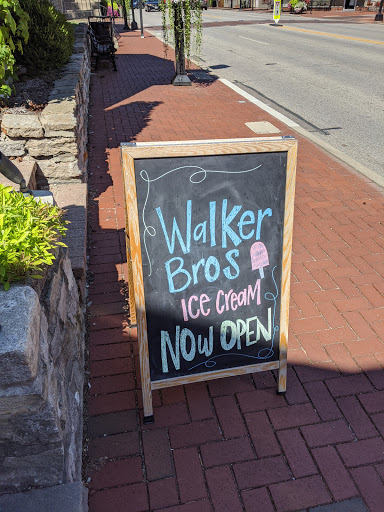 Walker
Bros
ICE CREAM
NOW OPEN